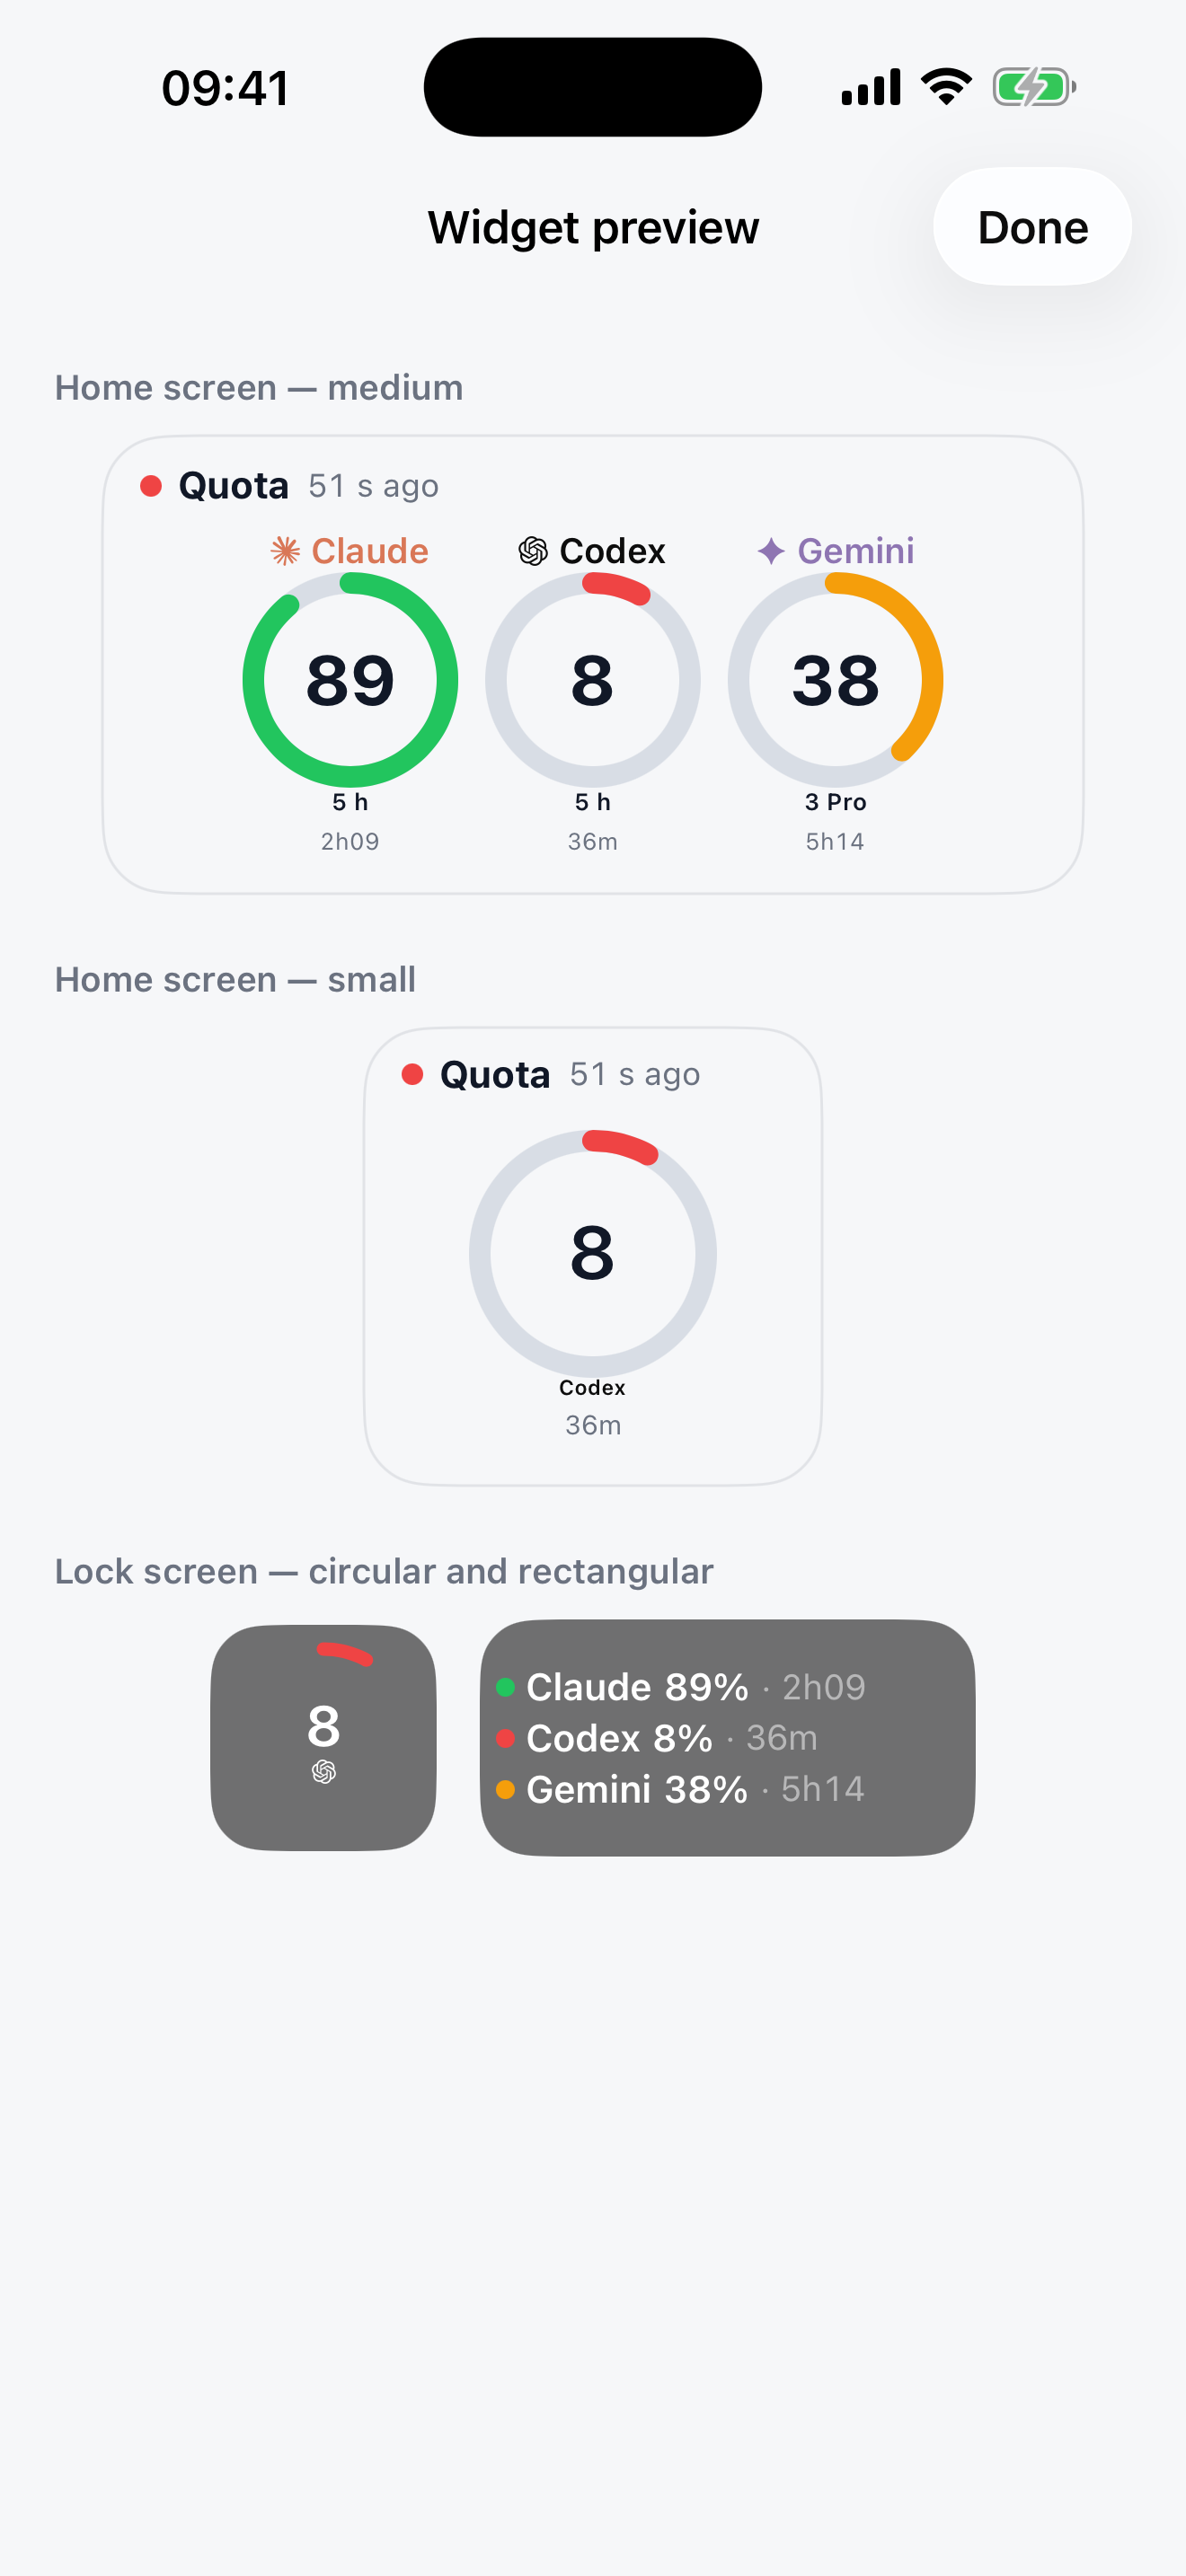 09:41
Widget preview
Done
Home screen — medium
Quota 51 s ago
Claude Codex Gemini
89 8 38
5 h 5 h 3 Pro
2h09 36m 5h14
Home screen — small
Quota 51 s ago
8
Codex
36m
Lock screen — circular and rectangular
8
Claude 89% · 2h09
Codex 8% · 36m
Gemini 38% · 5h14